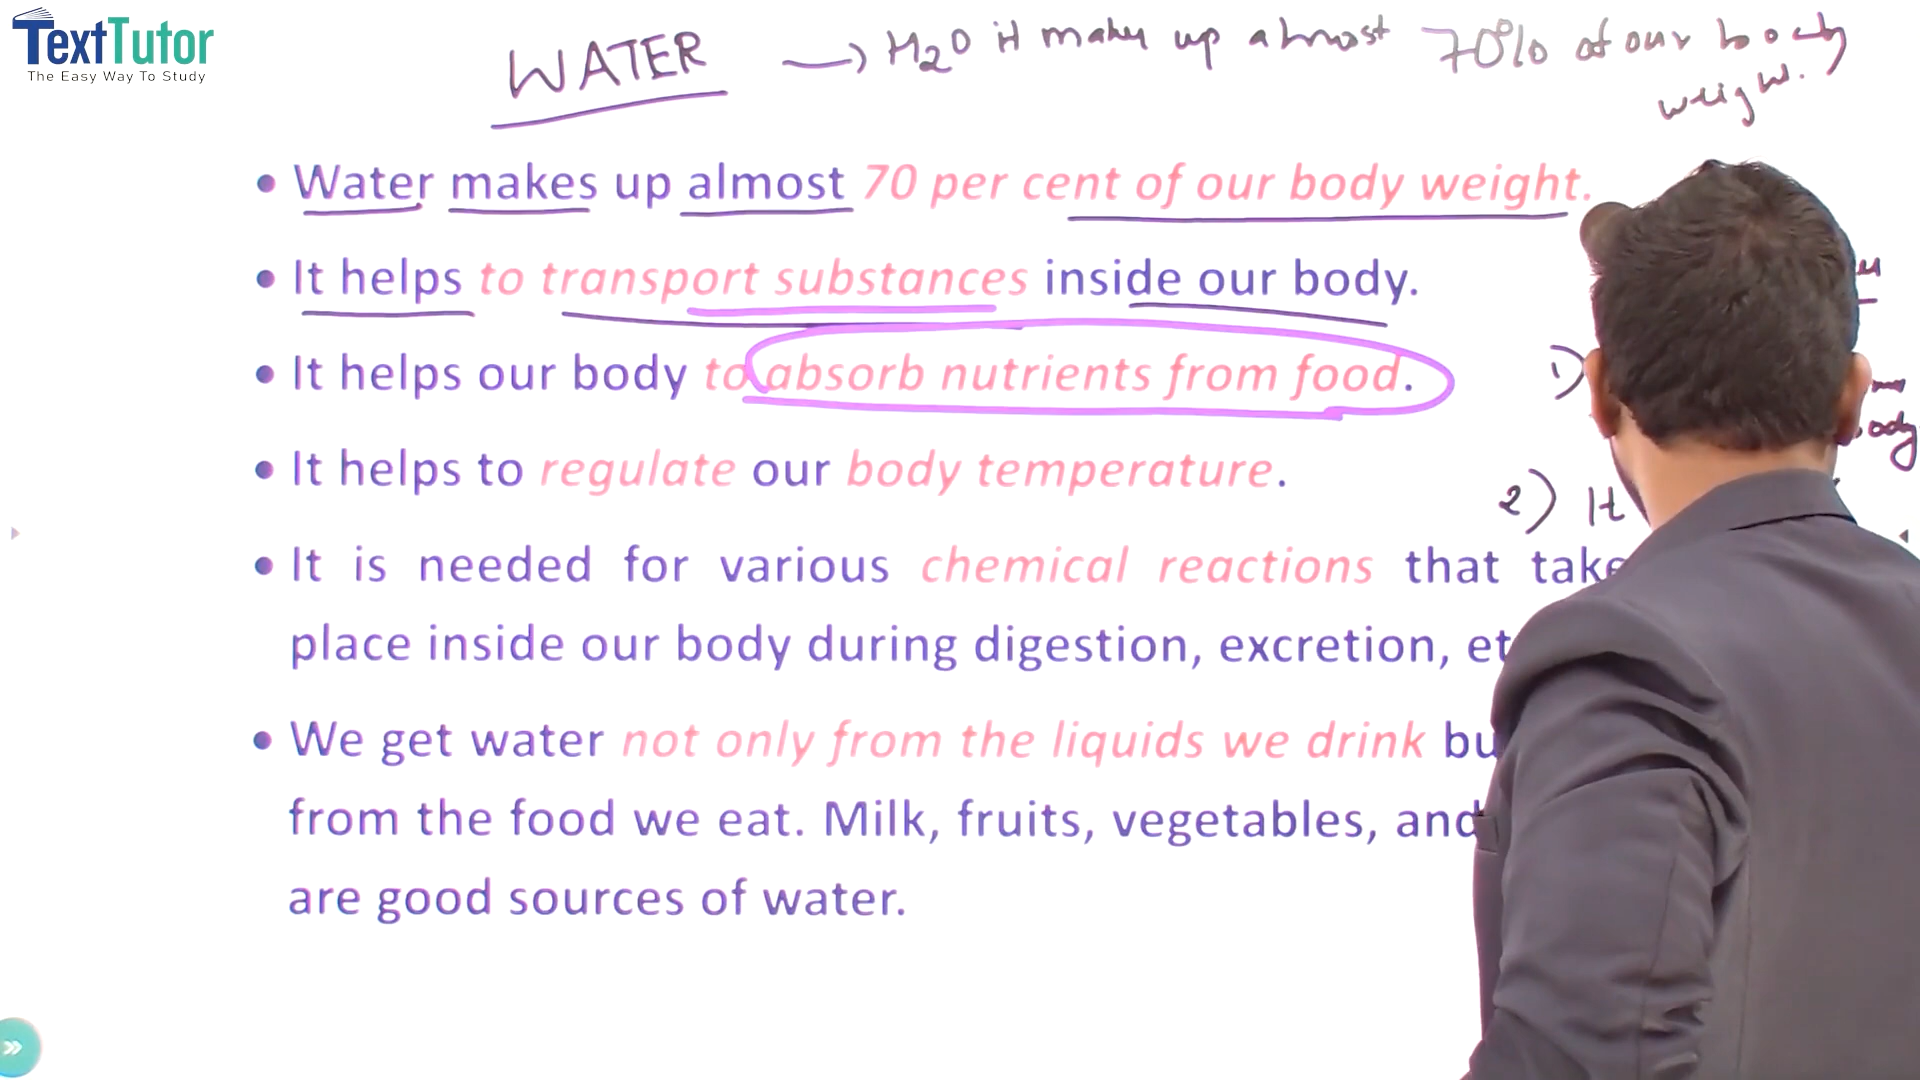 TextTutor
The Easy Way To Study
WATER → H2O it makes up almost 70% of our body
weight.
• Water makes up almost 70 per cent of our body weight.
• It helps to transport substances inside our body.
• It helps our body to absorb nutrients from food.
1)
body
• It helps to regulate our body temperature.
2) It
• It is needed for various chemical reactions that take
place inside our body during digestion, excretion,
• We get water not only from the liquids we drink
from the food we eat. Milk, fruits, vegetables, and
are good sources of water.